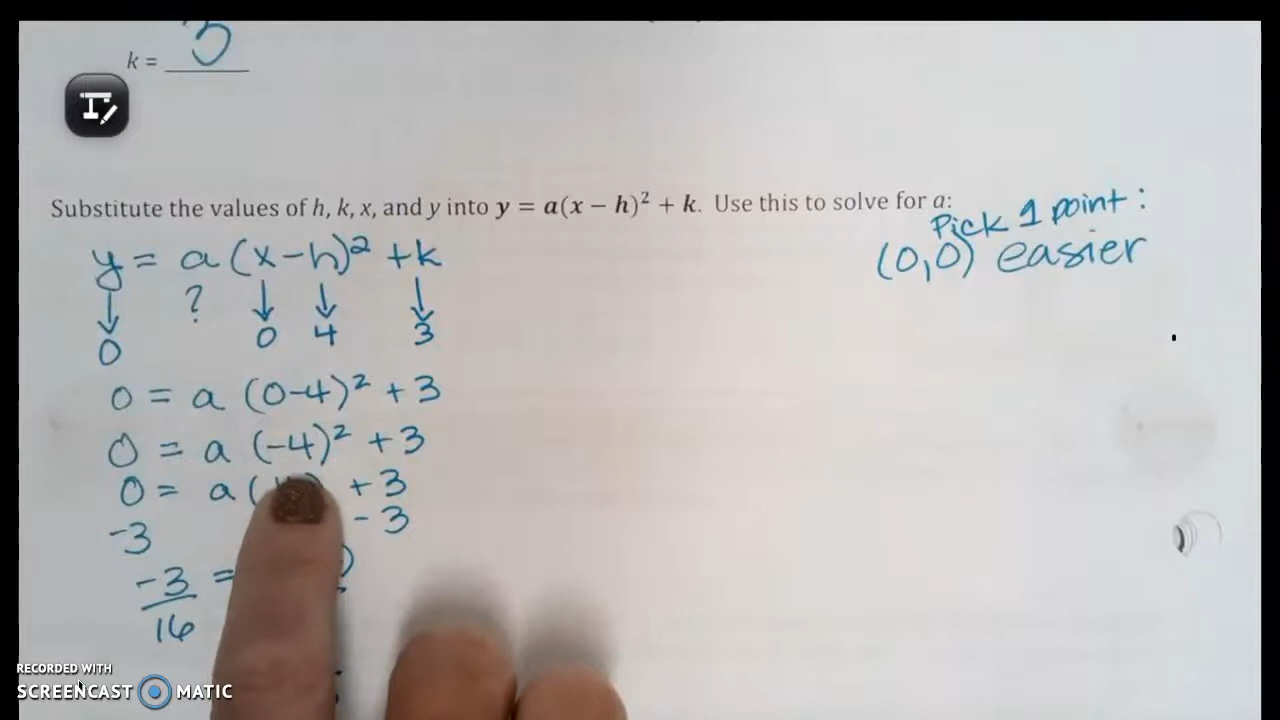 k = 3
Substitute the values of h, k, x, and y into y = a(x − h)² + k. Use this to solve for a:
Pick 1 point:
(0,0) easier
y = a (x-h)² +k
? 0 4 3
0
0 = a (0-4)² + 3
0 = a (-4)² +3
0 = a ( +3
-3 -3
-3 =
16
RECORDED WITH
SCREENCAST MATIC